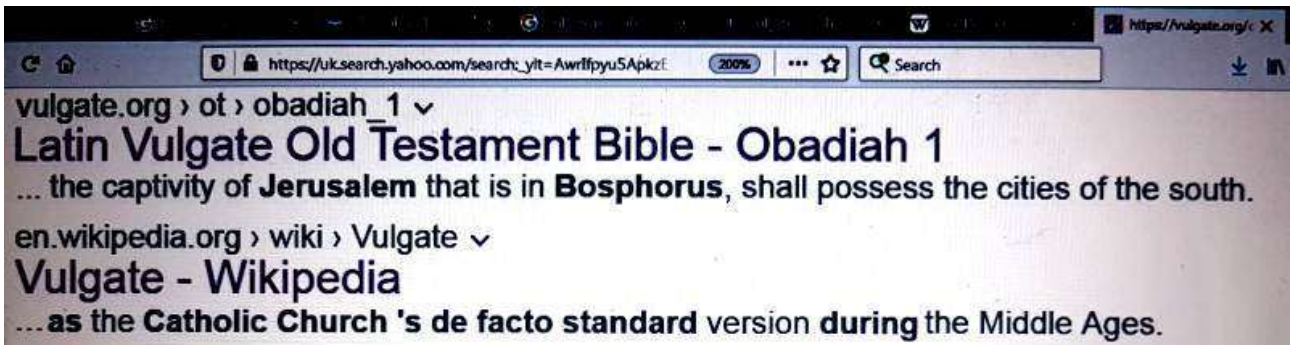 https://vulgate.org/c X
https://uk.search.yahoo.com/search;_ylt= 200% ... Search
vulgate.org › ot › obadiah_1
Latin Vulgate Old Testament Bible - Obadiah 1
... the captivity of Jerusalem that is in Bosphorus, shall possess the cities of the south.
en.wikipedia.org › wiki › Vulgate
Vulgate - Wikipedia
...as the Catholic Church 's de facto standard version during the Middle Ages.